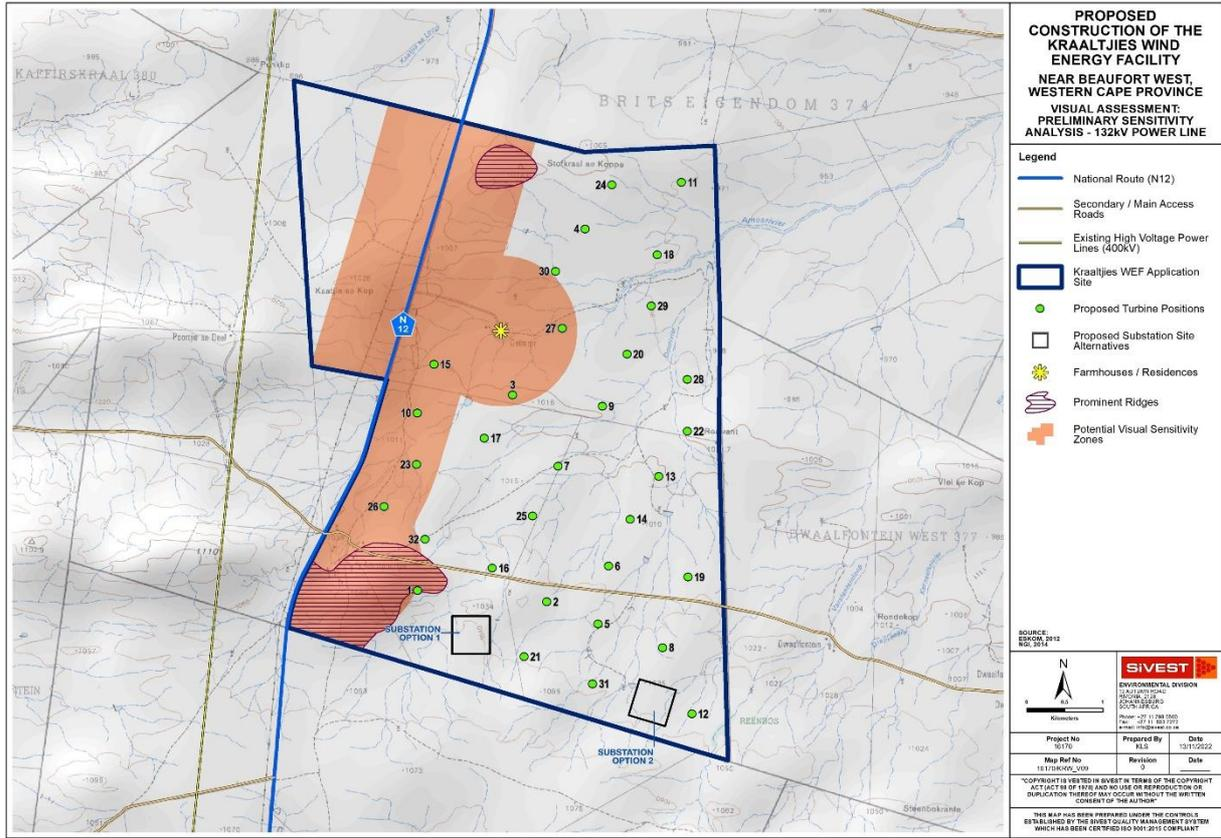 PROPOSED
CONSTRUCTION OF THE
KRAALTJIES WIND
ENERGY FACILITY
NEAR BEAUFORT WEST,
WESTERN CAPE PROVINCE
VISUAL ASSESSMENT:
PRELIMINARY SENSITIVITY
ANALYSIS - 132kV POWER LINE
Legend
National Route (N12)
Secondary / Main Access
Roads
Existing High Voltage Power
Lines (400kV)
Kraaltjies WEF Application
Site
Proposed Turbine Positions
Proposed Substation Site
Alternatives
Farmhouses / Residences
Prominent Ridges
Potential Visual Sensitivity
Zones
SOURCE:
ESKOM, 2012
NGI, 2014
N
0 0.5 1
Kilometers
SiVEST
ENVIRONMENTAL DIVISION
JOHANNESBURG
SOUTH AFRICA
Project No
16170
Prepared By
KLS
Date
13/11/2022
Map Ref No
Revision
0
Date
"COPYRIGHT IS VESTED IN SIVEST IN TERMS OF THE COPYRIGHT
ACT (ACT 98 OF 1978) AND NO USE OR REPRODUCTION OR
DUPLICATION THEREOF MAY OCCUR WITHOUT THE WRITTEN
CONSENT OF THE AUTHOR"
THIS MAP HAS BEEN PREPARED UNDER THE CONTROLS
ESTABLISHED BY THE SIVEST QUALITY MANAGEMENT SYSTEM
WHICH HAS BEEN CERTIFIED ISO 9001:2015 COMPLIANT
KAFFIRSKRAAL 380
BRITS EIGENDOM 374
Stofkraal se Koppe
24
11
4
18
30
29
N
12
27
20
15
28
3
9
10
22
17
23
7
13
Vlei se Kop
26
25
14
DWAALFONTEIN WEST 377
32
16
6
19
1
2
Rondekop
SUBSTATION
OPTION 1
5
8
Dwaalfontein
21
31
12
REENBOS
SUBSTATION
OPTION 2
Steenbokrante